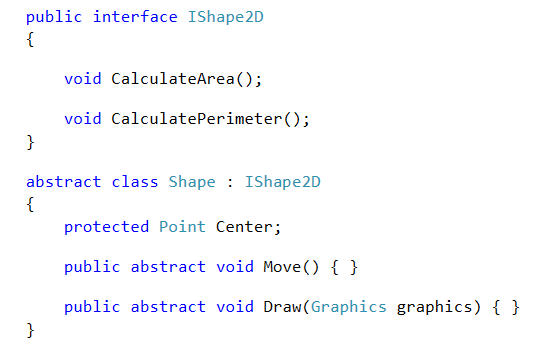 public interface IShape2D
{
void CalculateArea();
void CalculatePerimeter();
}
abstract class Shape : IShape2D
{
protected Point Center;
public abstract void Move() { }
public abstract void Draw(Graphics graphics) { }
}